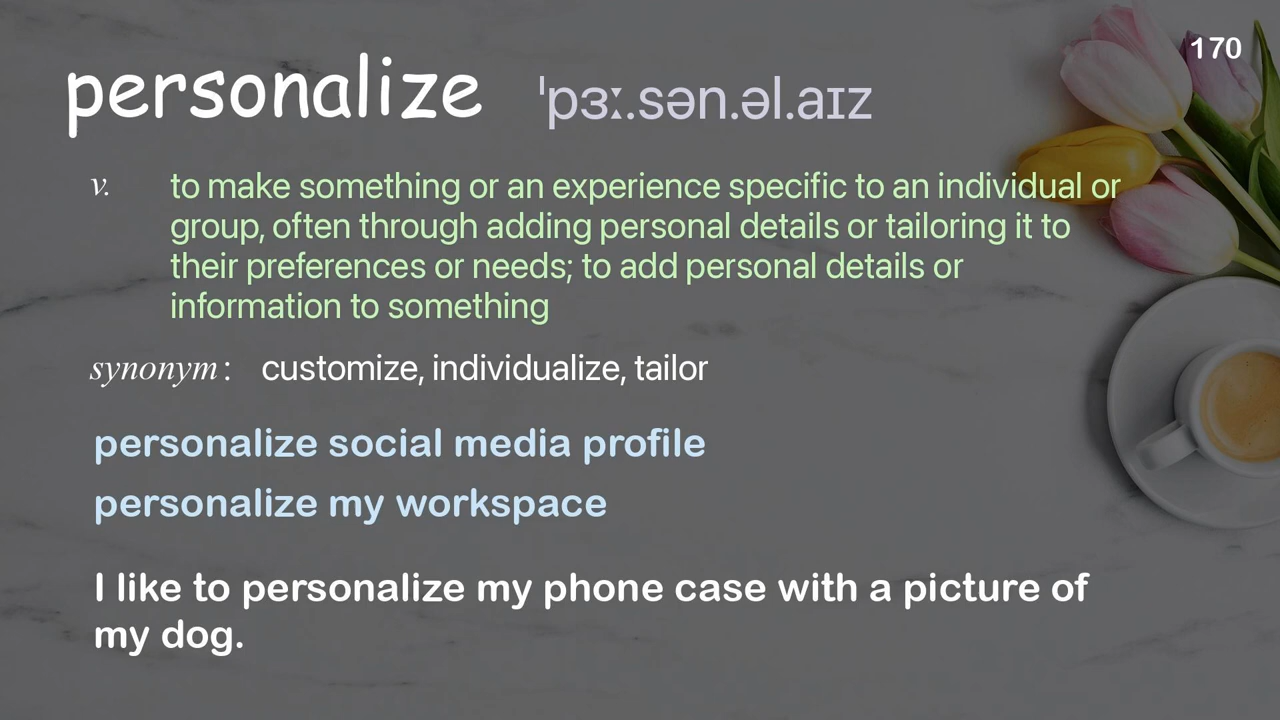 170
personalize ˈpɜː.sən.əl.aɪz
v. to make something or an experience specific to an individual or
group, often through adding personal details or tailoring it to
their preferences or needs; to add personal details or
information to something
synonym: customize, individualize, tailor
personalize social media profile
personalize my workspace
I like to personalize my phone case with a picture of
my dog.